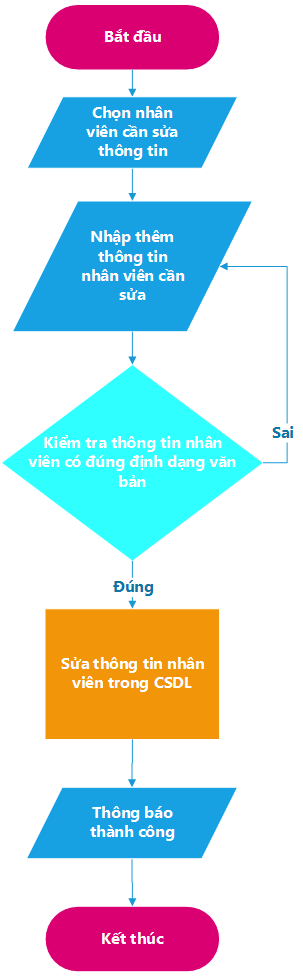 Bắt đầu
Chọn nhân
viên cần sửa
thông tin
Nhập thêm
thông tin
nhân viên cần
sửa
Kiểm tra thông tin nhân
viên có đúng định dạng văn
bản
Sai
Đúng
Sửa thông tin nhân
viên trong CSDL
Thông báo
thành công
Kết thúc